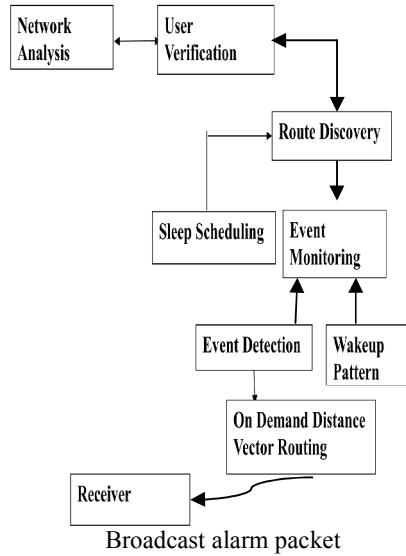 Network
Analysis
User
Verification
Route Discovery
Sleep Scheduling
Event
Monitoring
Event Detection
Wakeup
Pattern
On Demand Distance
Vector Routing
Receiver
Broadcast alarm packet